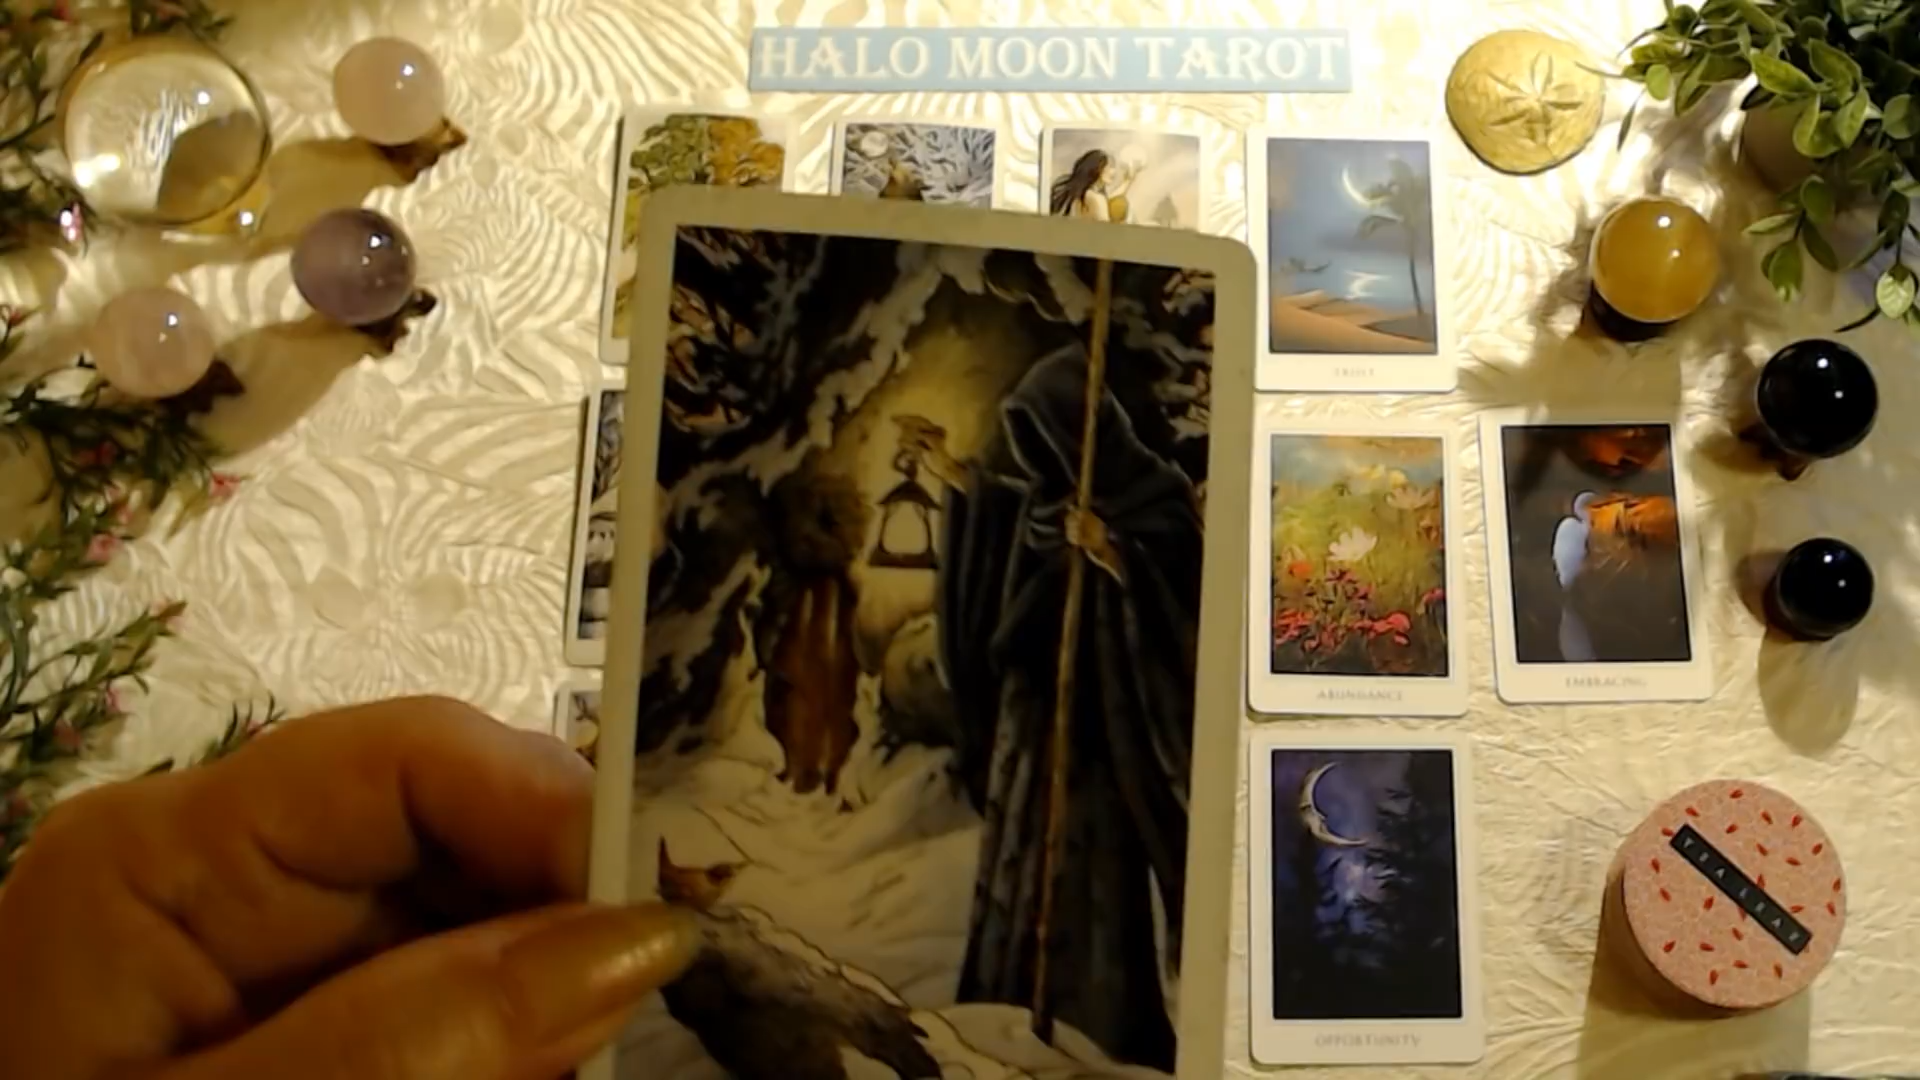 HALO MOON TAROT
TRUST
ABUNDANCE
EMBRACING
OPPORTUNITY